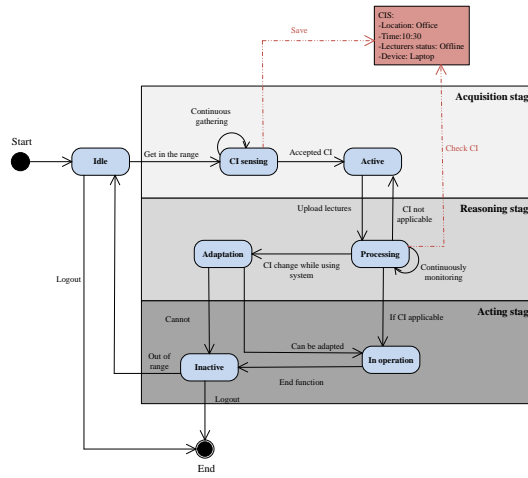 CIS:
-Location: Office
-Time:10:30
-Lecturers status: Offline
-Device: Laptop
Save
Acquisition stag
Continuous
gathering
Start
Idle
Get in the range
CI sensing
Accepted CI
Active
Check CI
Upload lectures
CI not
applicable
Reasoning stag
Adaptation
Processing
CI change while using
system
Continuously
monitoring
Logout
Cannot
If CI applicable
Acting stag
Can be adapted
Out of
range
Inactive
In operation
End function
Logout
End